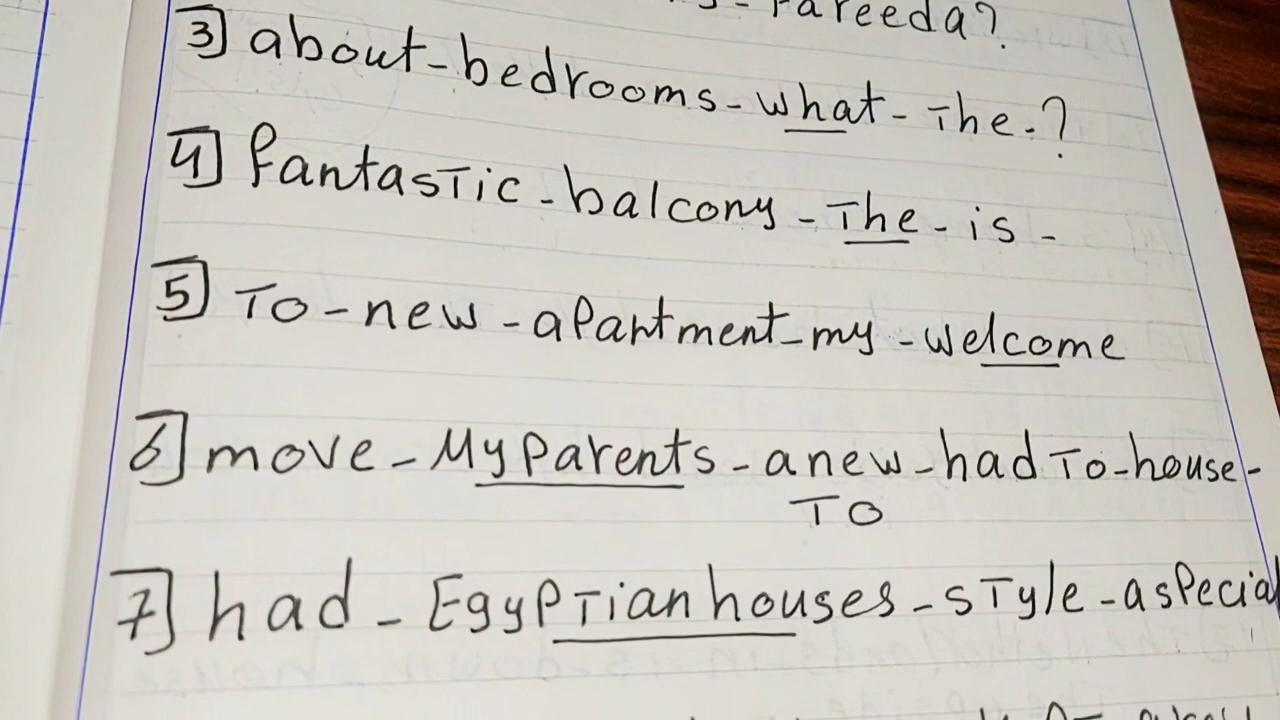 Fareeda?
3] about-bedrooms-what-The-?
4] fantasTic-balcony-The-is-
5] To-new-apartment-my-welcome
6] move-My parents-a new-had To-house-
To
7] had-EgypTian houses-sTyle-a special